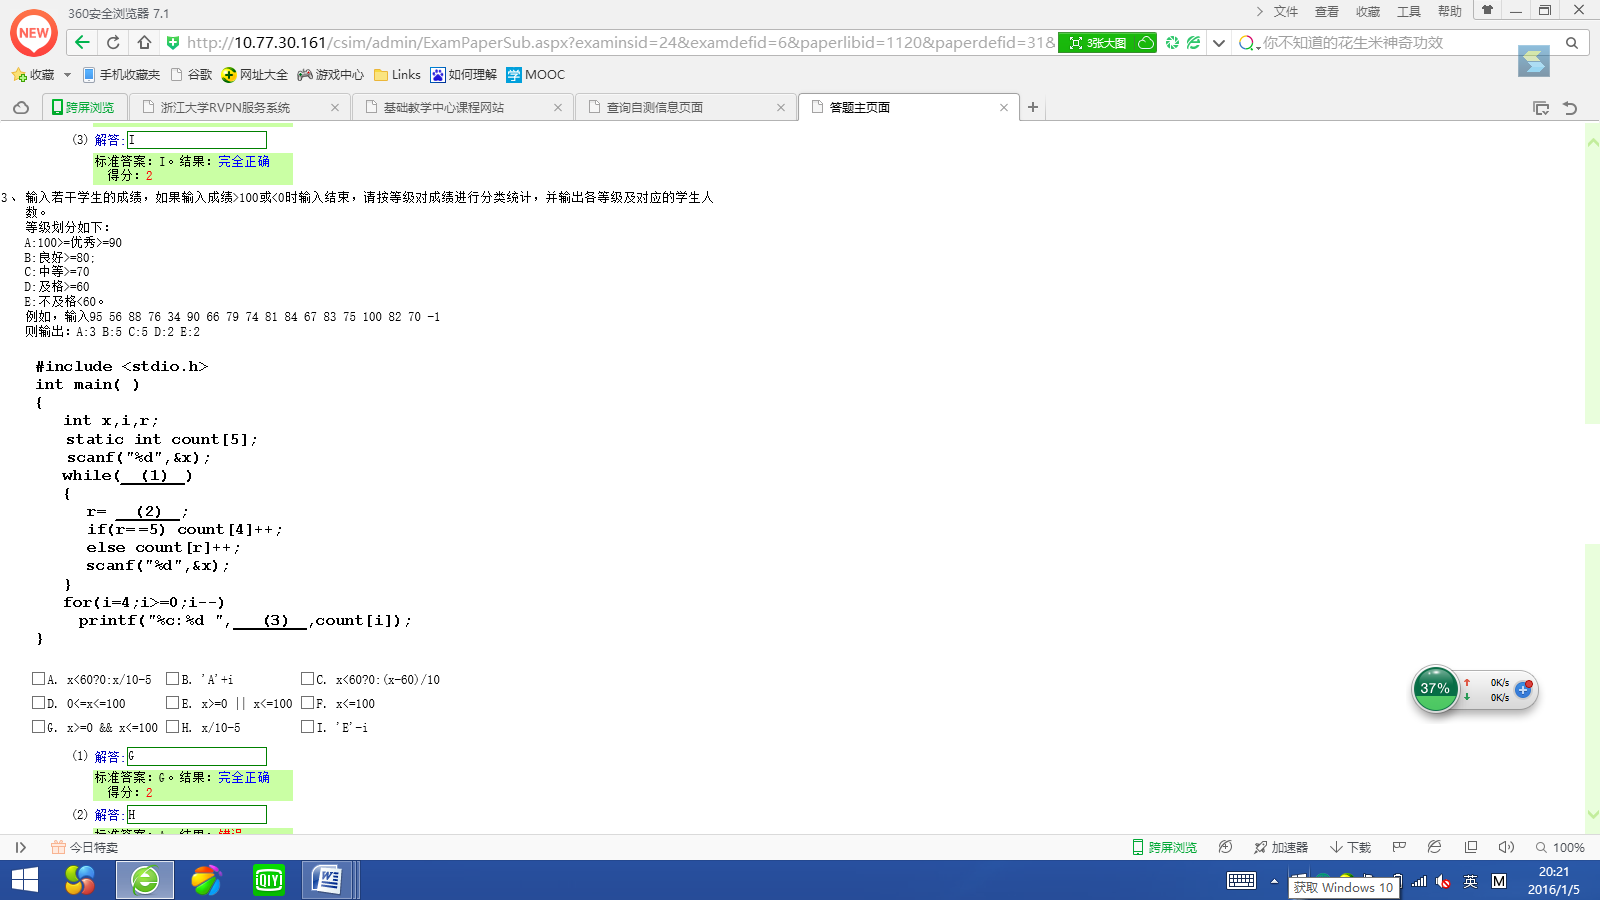 360安全浏览器 7.1
文件 查看 收藏 工具 帮助
NEW
http://10.77.30.161/csim/admin/ExamPaperSub.aspx?examinsid=24&examdefid=6&paperlibid=1120&paperdefid=31&
3张大图
你不知道的花生米神奇功效
收藏 手机收藏夹 谷歌 网址大全 游戏中心 Links 如何理解 MOOC
跨屏浏览 浙江大学RVPN服务系统 基础教学中心课程网站 查询自测信息页面 答题主页面
(3) 解答:I
标准答案: I。结果: 完全正确
得分: 2
3、输入若干学生的成绩，如果输入成绩>100或<0时输入结束，请按等级对成绩进行分类统计，并输出各等级及对应的学生人
数。
等级划分如下:
A:100>=优秀>=90
B:良好>=80;
C:中等>=70
D:及格>=60
E:不及格<60。
例如，输入95 56 88 76 34 90 66 79 74 81 84 67 83 75 100 82 70 -1
则输出: A:3 B:5 C:5 D:2 E:2
#include <stdio.h>
int main( )
{
int x,i,r;
static int count[5];
scanf("%d",&x);
while(__(1)__)
{
r= __(2)__;
if(r==5) count[4]++;
else count[r]++;
scanf("%d",&x);
}
for(i=4;i>=0;i--)
printf("%c:%d ",___(3)__,count[i]);
}
A. x<60?0:x/10-5 B. 'A'+i C. x<60?0:(x-60)/10
D. 0<=x<=100 E. x>=0 || x<=100 F. x<=100
G. x>=0 && x<=100 H. x/10-5 I. 'E'-i
(1) 解答:G
标准答案: G。结果: 完全正确
得分: 2
(2) 解答:H
标准答案: A。结果: 错误
37% 0K/s
0K/s
今日特卖 跨屏浏览 加速器 下载 100%
QIY
获取 Windows 10
英 M
20:21
2016/1/5